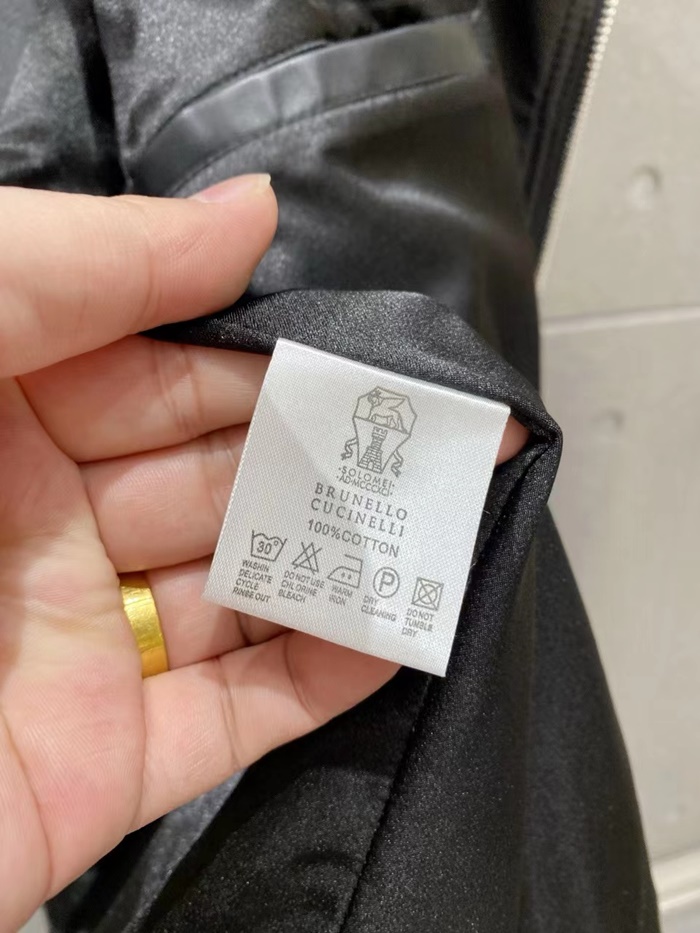 ·SOLOMEI·
·AD·MCCCXCI·
BRUNELLO
CUCINELLI
100%COTTON
30°
WASHIN
DELICATE
CYCLE
RINSE OUT
DO NOT USE
CHLORINE
BLEACH
WARM
IRON
P
DRY
CLEANING
DO NOT
TUMBLE
DRY